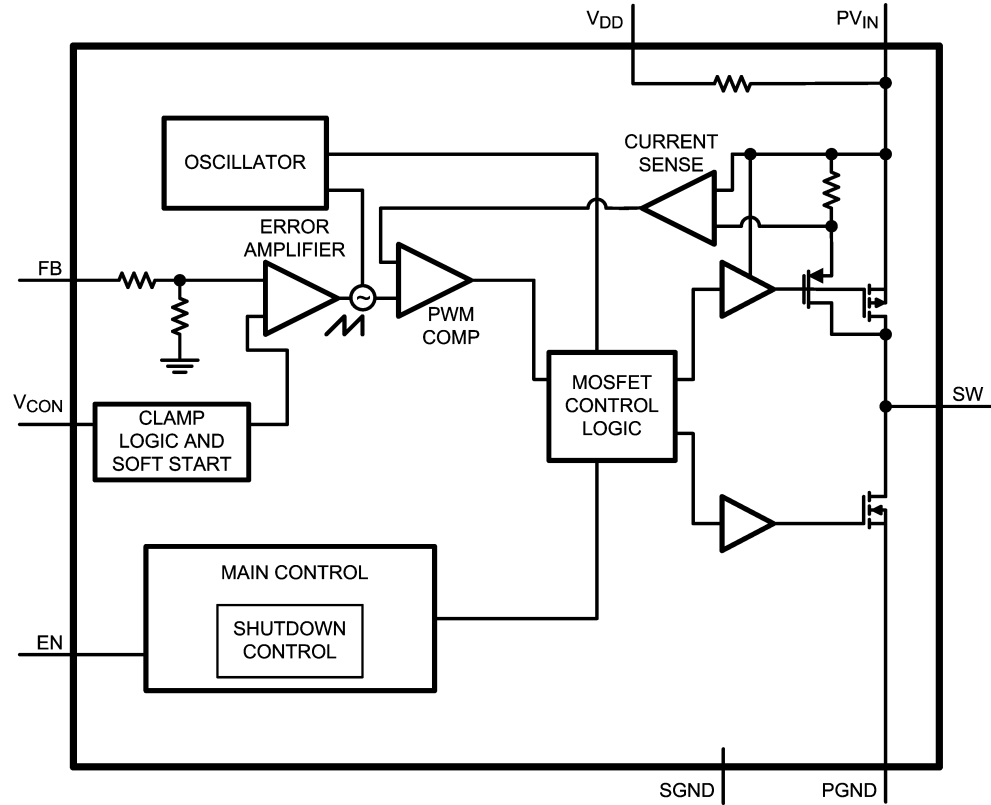 VDD
PVIN
OSCILLATOR
CURRENT
SENSE
ERROR
AMPLIFIER
FB
~
PWM
COMP
VCON
CLAMP
LOGIC AND
SOFT START
MOSFET
CONTROL
LOGIC
SW
MAIN CONTROL
SHUTDOWN
CONTROL
EN
SGND
PGND